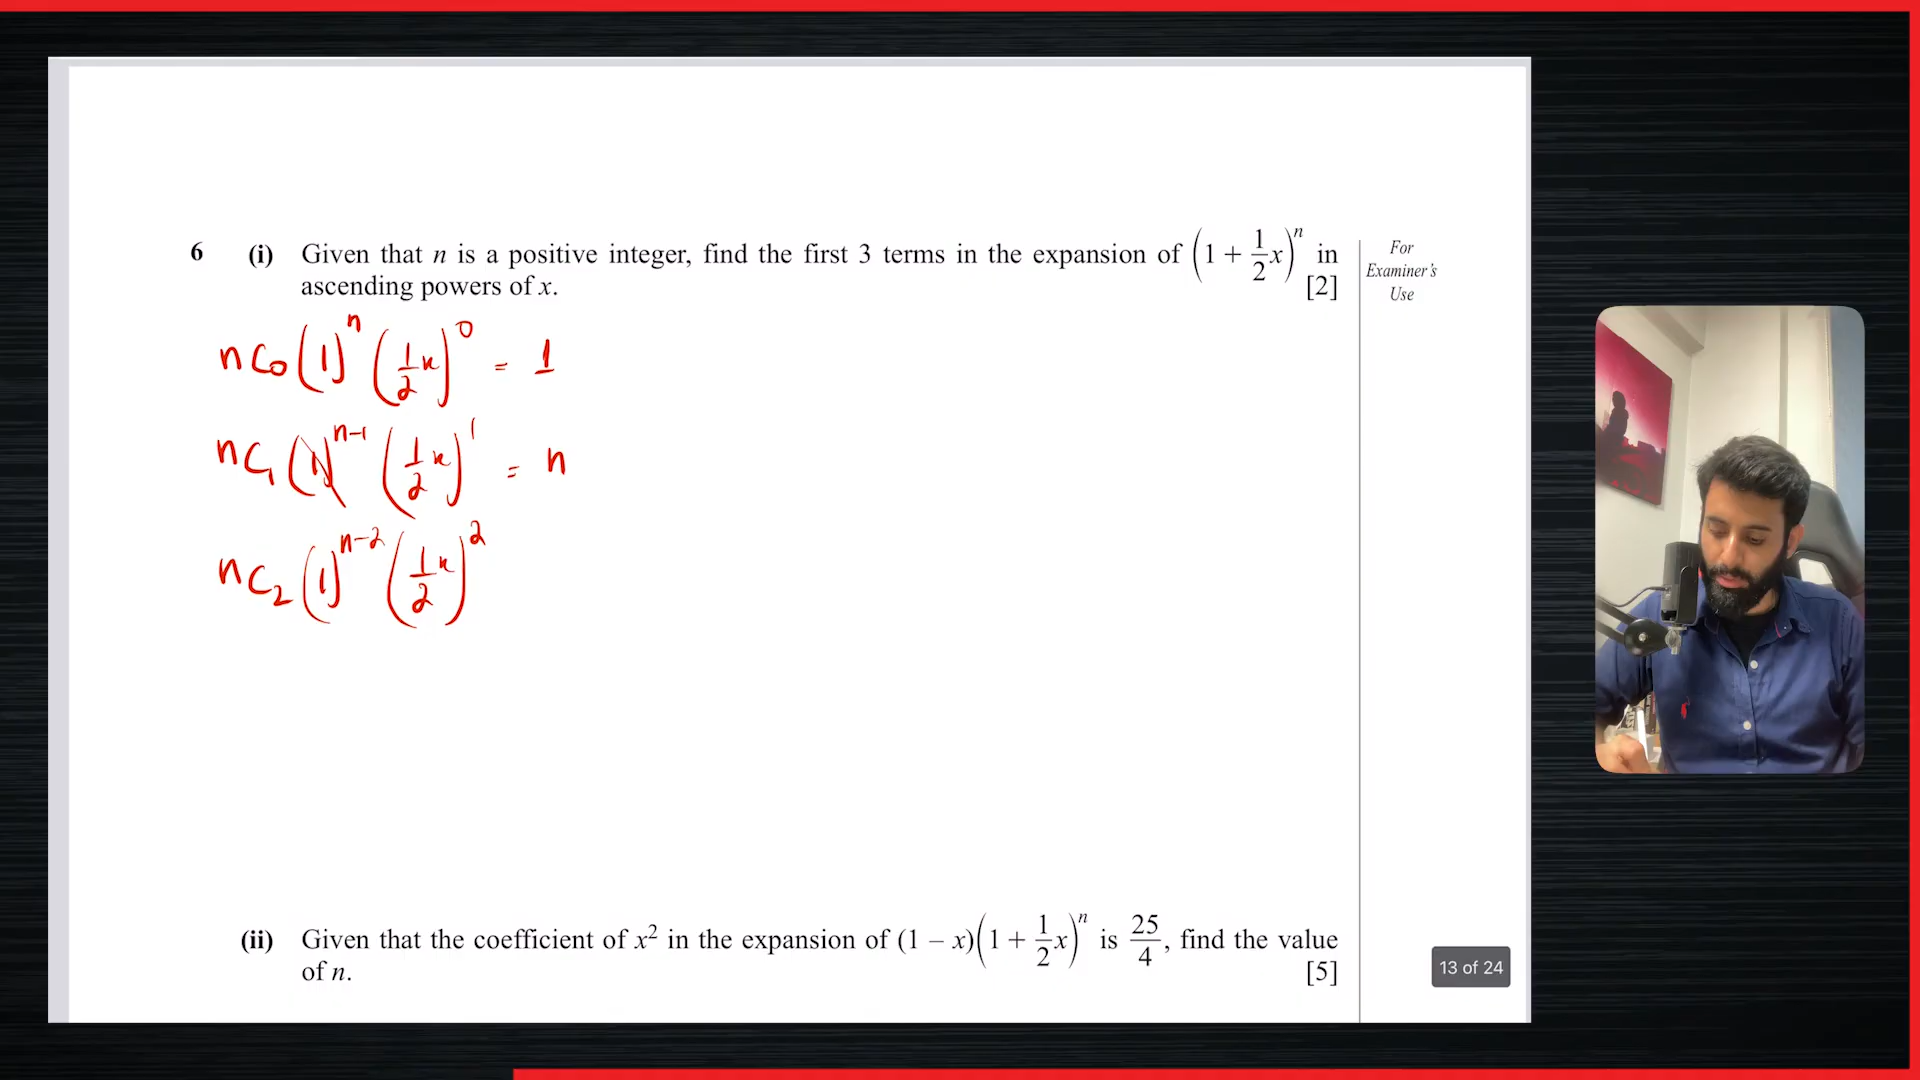 6 (i) Given that n is a positive integer, find the first 3 terms in the expansion of (1 + 1/2 x)^n in
ascending powers of x. [2]
For
Examiner's
Use
nC0 (1)^n (1/2 x)^0 = 1
nC1 (1)^n-1 (1/2 x)^1 = n
nC2 (1)^n-2 (1/2 x)^2
(ii) Given that the coefficient of x² in the expansion of (1 – x)(1 + 1/2 x)^n is 25/4, find the value
of n. [5]
13 of 24